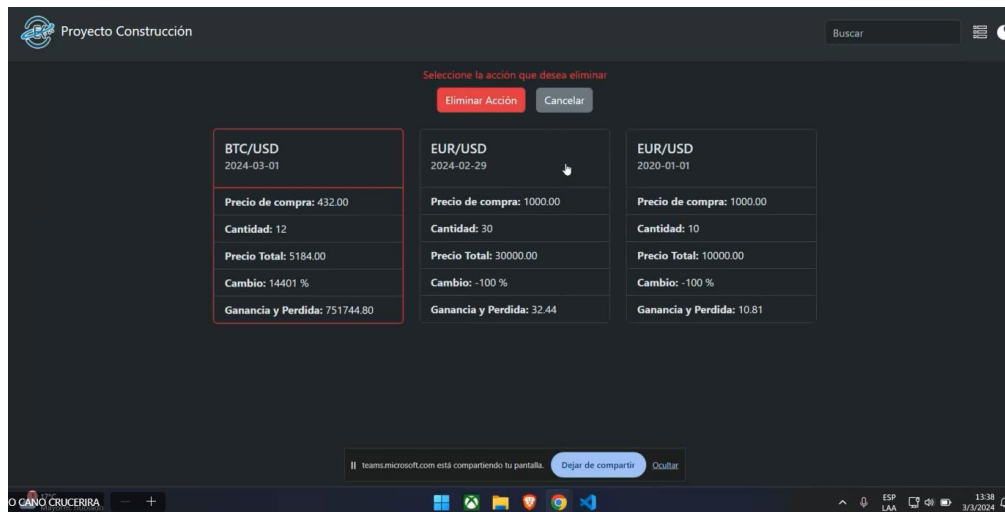 Proyecto Construcción
Buscar
Seleccione la acción que desea eliminar
Eliminar Acción
Cancelar
BTC/USD
2024-03-01
Precio de compra: 432.00
Cantidad: 12
Precio Total: 5184.00
Cambio: 14401 %
Ganancia y Perdida: 751744.80
EUR/USD
2024-02-29
Precio de compra: 1000.00
Cantidad: 30
Precio Total: 30000.00
Cambio: -100 %
Ganancia y Perdida: 32.44
EUR/USD
2020-01-01
Precio de compra: 1000.00
Cantidad: 10
Precio Total: 10000.00
Cambio: -100 %
Ganancia y Perdida: 10.81
teams.microsoft.com está compartiendo tu pantalla.
Dejar de compartir
Ocultar
O CANO CRUCERIRA
ESP
LAA
13:38
3/3/2024